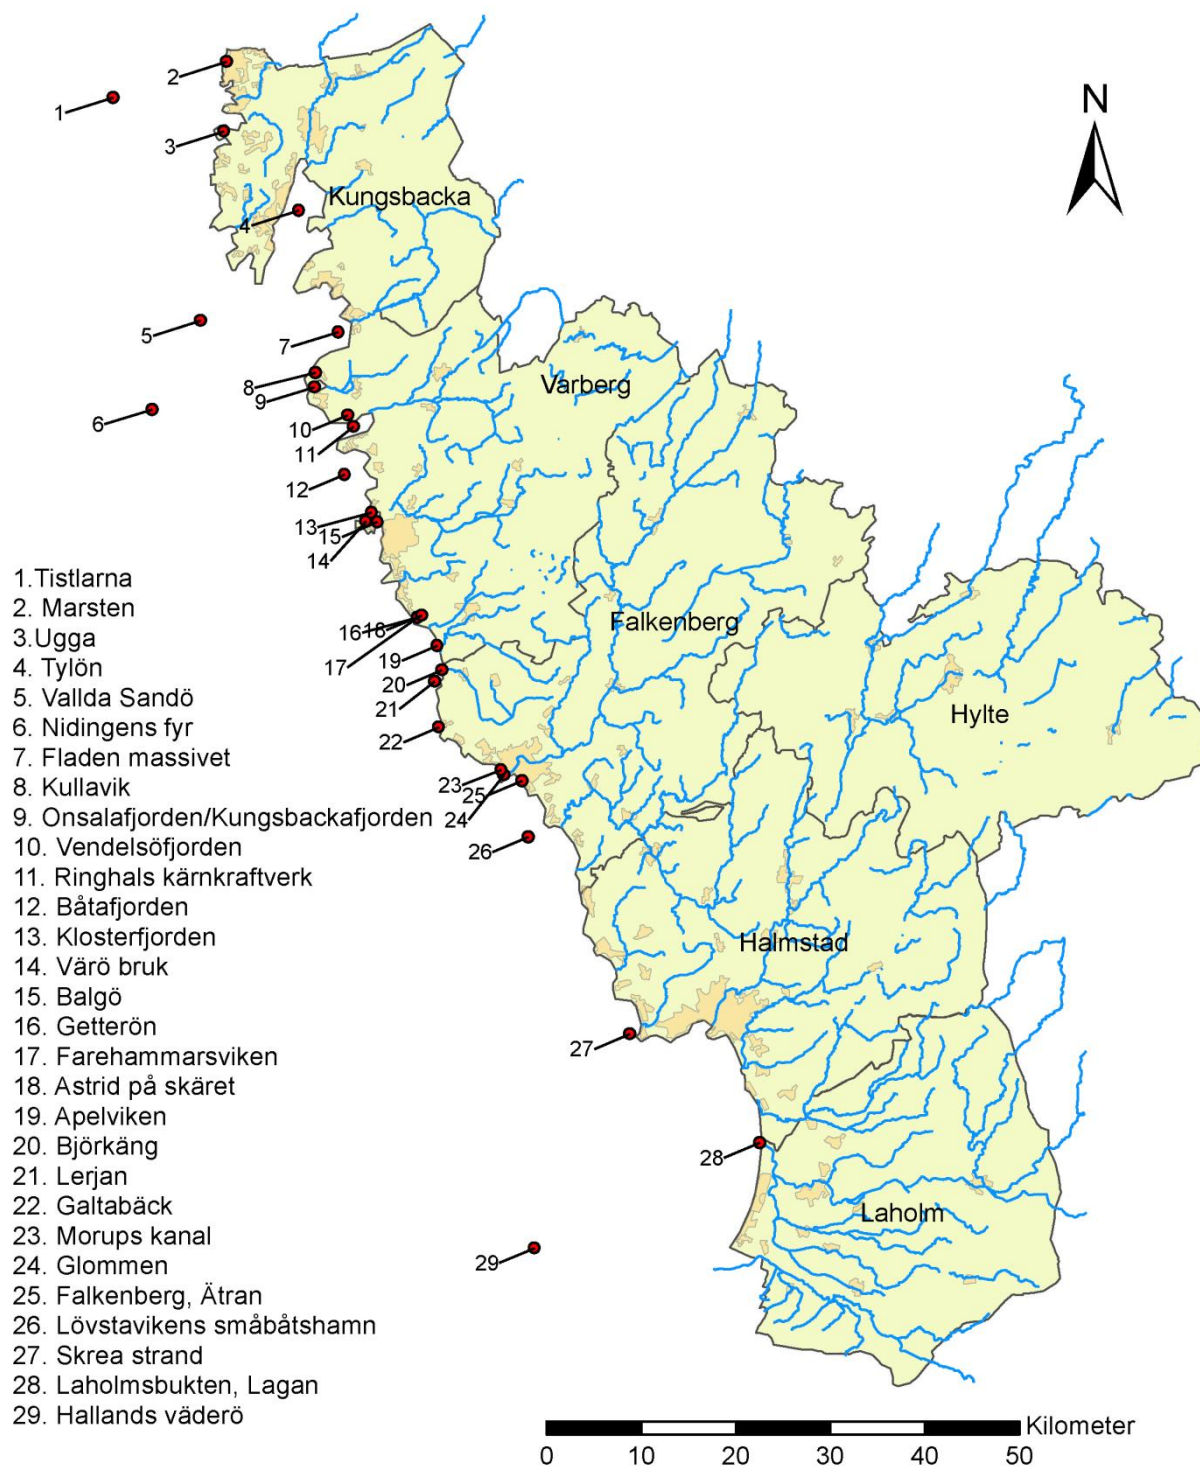 N
2
1
3
Kungsbacka
4
5
7
8
Varberg
9
6
10
11
12
13
15
14
1.Tistlarna
2. Marsten
3.Ugga
4. Tylön
5. Vallda Sandö
6. Nidingens fyr
7. Fladen massivet
8. Kullavik
9. Onsalafjorden/Kungsbackafjorden
10. Vendelsöfjorden
11. Ringhals kärnkraftverk
12. Båtafjorden
13. Klosterfjorden
14. Värö bruk
15. Balgö
16. Getterön
17. Farehammarsviken
18. Astrid på skäret
19. Apelviken
20. Björkäng
21. Lerjan
22. Galtabäck
23. Morups kanal
24. Glommen
25. Falkenberg, Ätran
26. Lövstavikens småbåtshamn
27. Skrea strand
28. Laholmsbukten, Lagan
29. Hallands väderö
Falkenberg
16
18
17
19
20
21
Hylte
22
23
25
24
26
Halmstad
27
28
Laholm
29
Kilometer
0 10 20 30 40 50